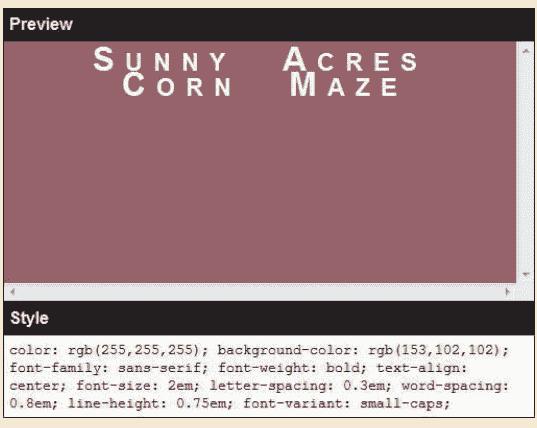 Preview
SUNNY ACRES
CORN MAZE
Style
color: rgb(255,255,255); background-color: rgb(153,102,102);
font-family: sans-serif; font-weight: bold; text-align:
center; font-size: 2em; letter-spacing: 0.3em; word-spacing:
0.8em; line-height: 0.75em; font-variant: small-caps;